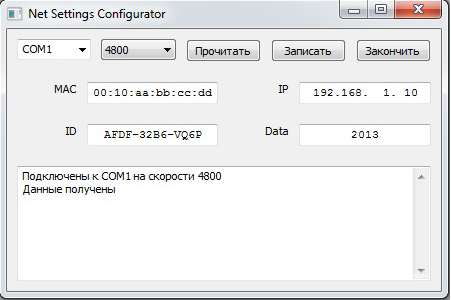 Net Settings Configurator
COM1 4800 Прочитать Записать Закончить
MAC 00:10:aa:bb:cc:dd IP 192.168.  1. 10
ID AFDF-32B6-VQ6P Data 2013
Подключены к COM1 на скорости 4800
Данные получены